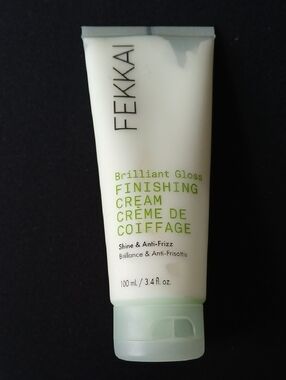 FEKKAI
Brilliant Gloss
FINISHING
CREAM
CRÈME DE
COIFFAGE
Shine & Anti-Frizz
Brillance & Anti-Frisottis
100 ml / 3.4 fl. oz.